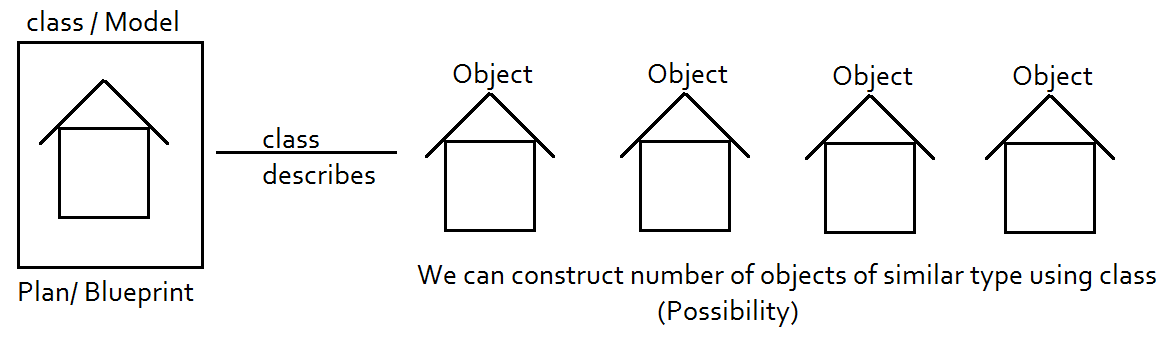 class / Model
Object
Object
Object
Object
class
describes
We can construct number of objects of similar type using class
(Possibility)
Plan/ Blueprint